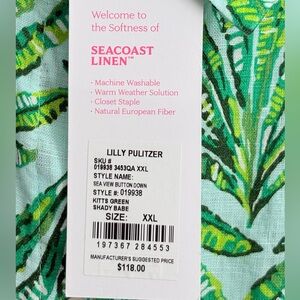 Welcome to
the Softness of
SEACOAST
LINEN™
• Machine Washable
• Warm Weather Solution
• Closet Staple
• Natural European Fiber
LILLY PULITZER
SKU #
019938 3453QA XXL
STYLE NAME:
SEA VIEW BUTTON DOWN
STYLE #: 019938
KITTS GREEN
SHADY BABE
SIZE: XXL
197367 284553
MANUFACTURER'S SUGGESTED PRICE
$118.00